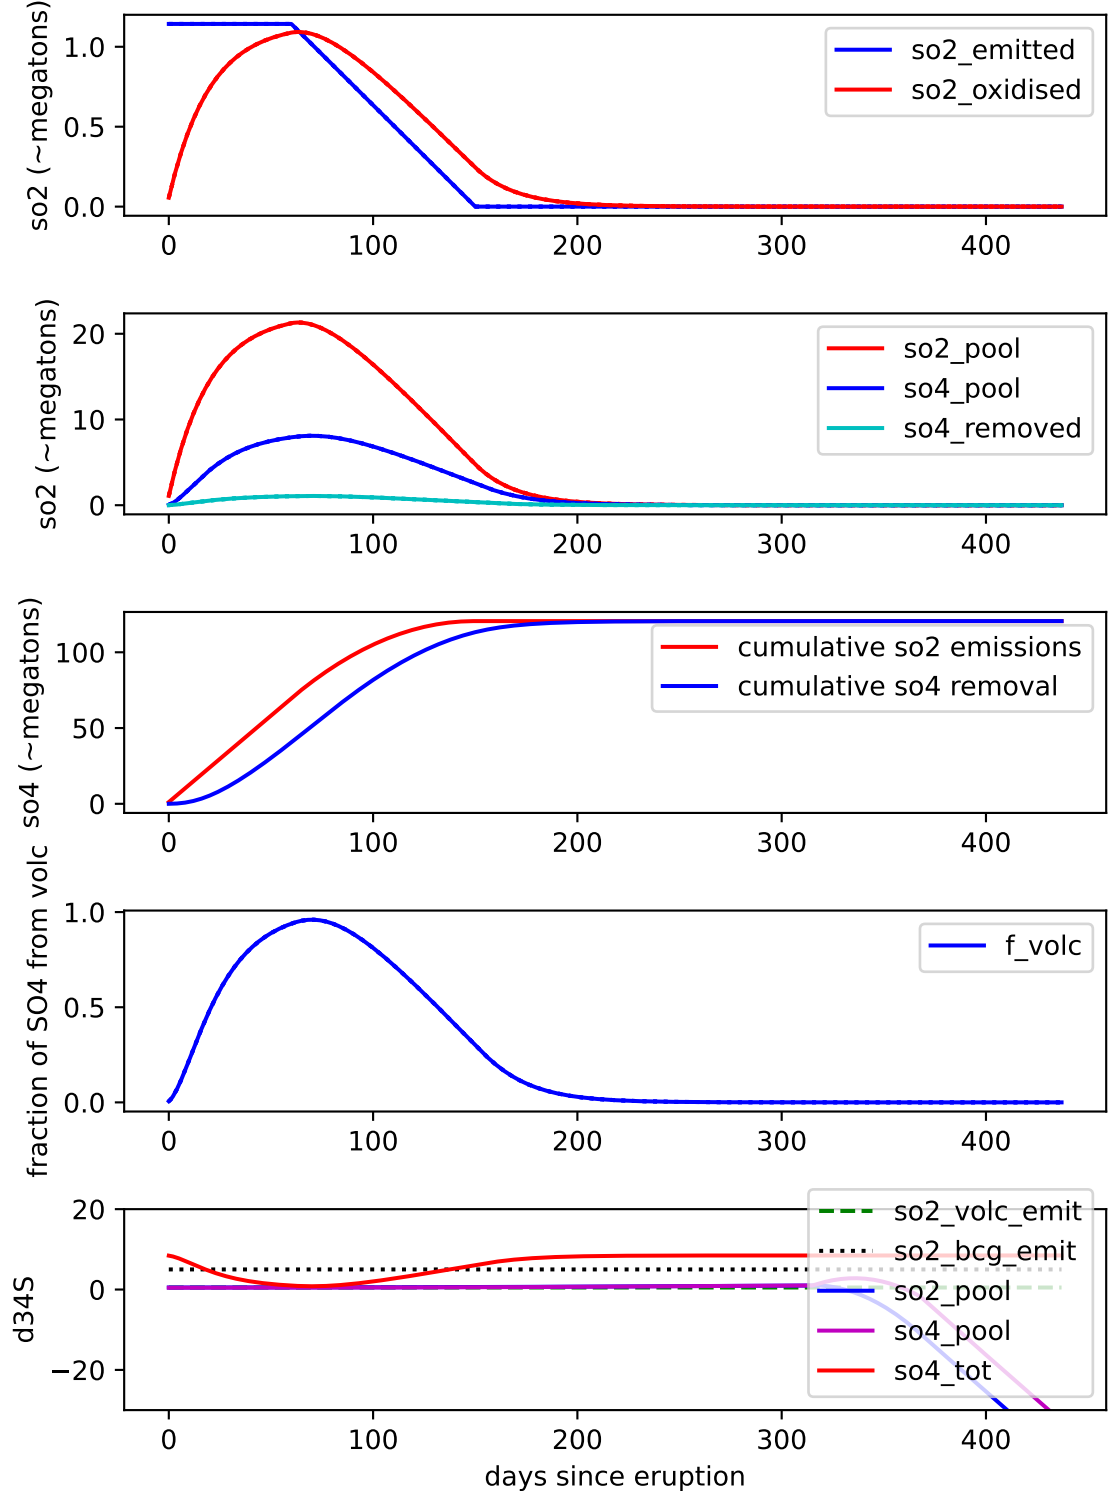 so2 (~megatons)
1.0
0.5
0.0
so2_emitted
so2_oxidised
0 100 200 300 400
so2 (~megatons)
20
10
0
so2_pool
so4_pool
so4_removed
0 100 200 300 400
so4 (~megatons)
100
50
0
cumulative so2 emissions
cumulative so4 removal
0 100 200 300 400
fraction of SO4 from volc
1.0
0.5
0.0
f_volc
0 100 200 300 400
d34S
20
0
−20
so2_volc_emit
so2_bcg_emit
so2_pool
so4_pool
so4_tot
0 100 200 300 400
days since eruption